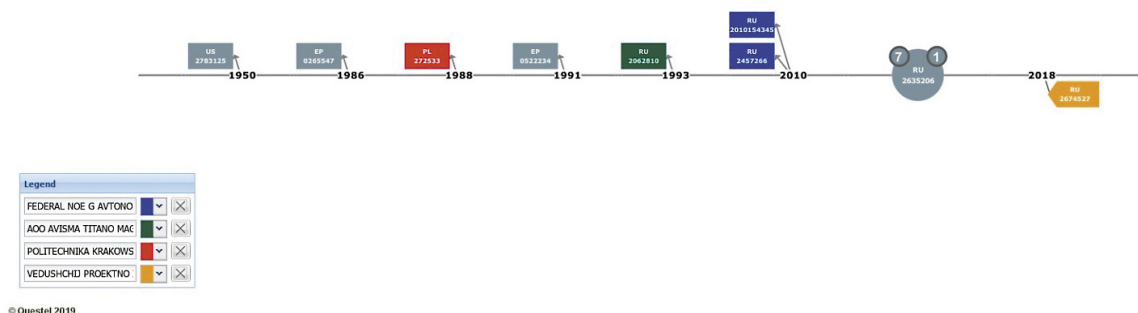 RU
2010154345
US
2783125
EP
0265547
PL
272533
EP
0522234
RU
2062810
RU
2457266
7
1
RU
2635206
1950
1986
1988
1991
1993
2010
2018
RU
2674527
Legend
FEDERAL NOE G AVTONO
AOO AVISMA TITANO MAG
POLITECHNIKA KRAKOWS
VEDUSHCHIJ PROEKTNO
© Questel 2019